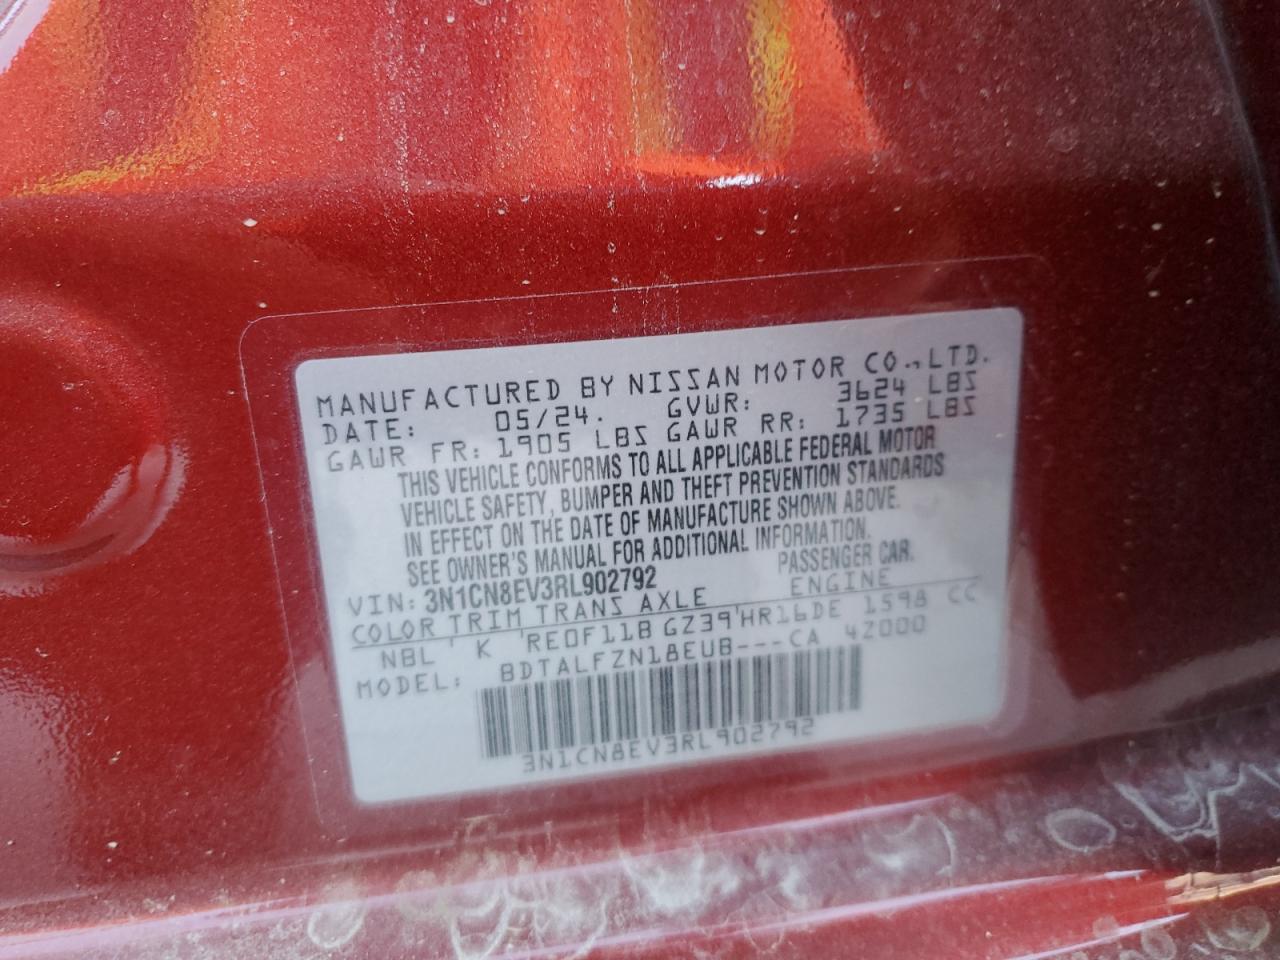 MANUFACTURED BY NISSAN MOTOR CO.,LTD.
DATE: 05/24. GVWR: 3624 LBS
GAWR FR: 1905 LBS GAWR RR: 1735 LBS
THIS VEHICLE CONFORMS TO ALL APPLICABLE FEDERAL MOTOR
VEHICLE SAFETY, BUMPER AND THEFT PREVENTION STANDARDS
IN EFFECT ON THE DATE OF MANUFACTURE SHOWN ABOVE.
SEE OWNER'S MANUAL FOR ADDITIONAL INFORMATION.
VIN: 3N1CN8EV3RL902792 PASSENGER CAR.
COLOR TRIM TRANS AXLE ENGINE
NBL ' K 'RE0F11B GZ39'HR16DE 1598 CC
MODEL: BDTALFZN18EUB---CA 42000
3N1CN8EV3RL902792